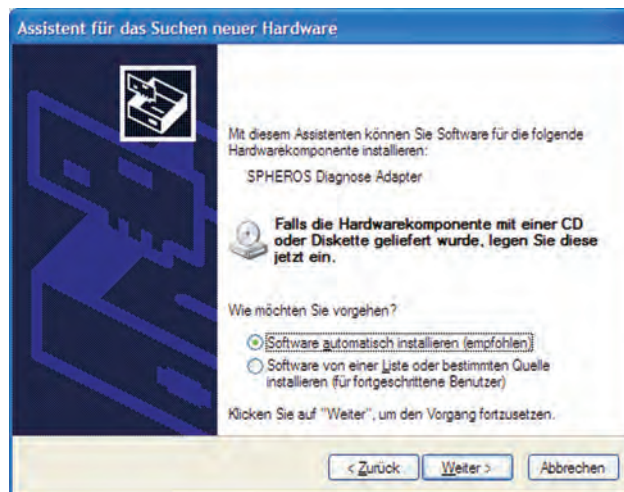 Assistent für das Suchen neuer Hardware
Mit diesem Assistenten können Sie Software für die folgende
Hardwarekomponente installieren:
SPHEROS Diagnose Adapter
Falls die Hardwarekomponente mit einer CD
oder Diskette geliefert wurde, legen Sie diese
jetzt ein.
Wie möchten Sie vorgehen?
Software automatisch installieren (empfohlen)
Software von einer Liste oder bestimmten Quelle
installieren (für fortgeschrittene Benutzer)
Klicken Sie auf "Weiter", um den Vorgang fortzusetzen.
< Zurück Weiter > Abbrechen